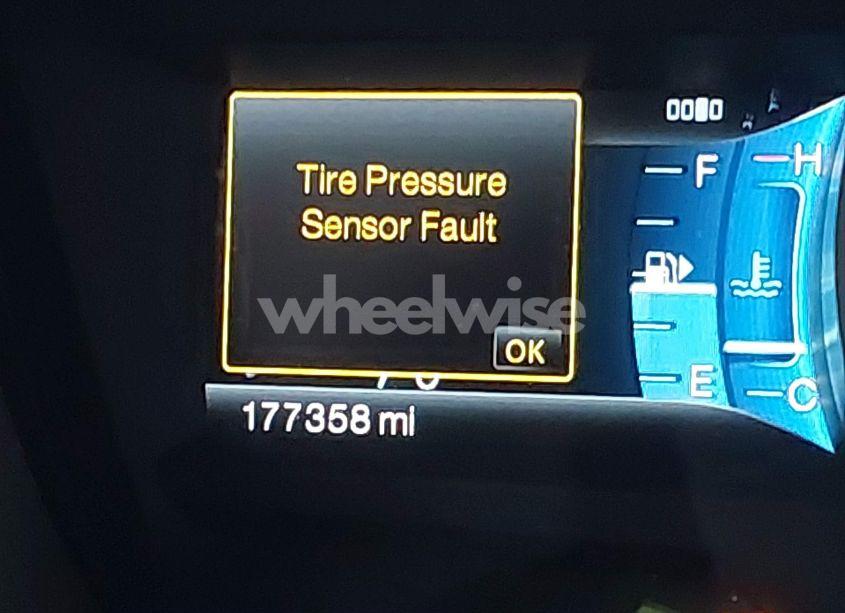 Tire Pressure
Sensor Fault
wheelwise
OK
177358 mi
F
E
H
C